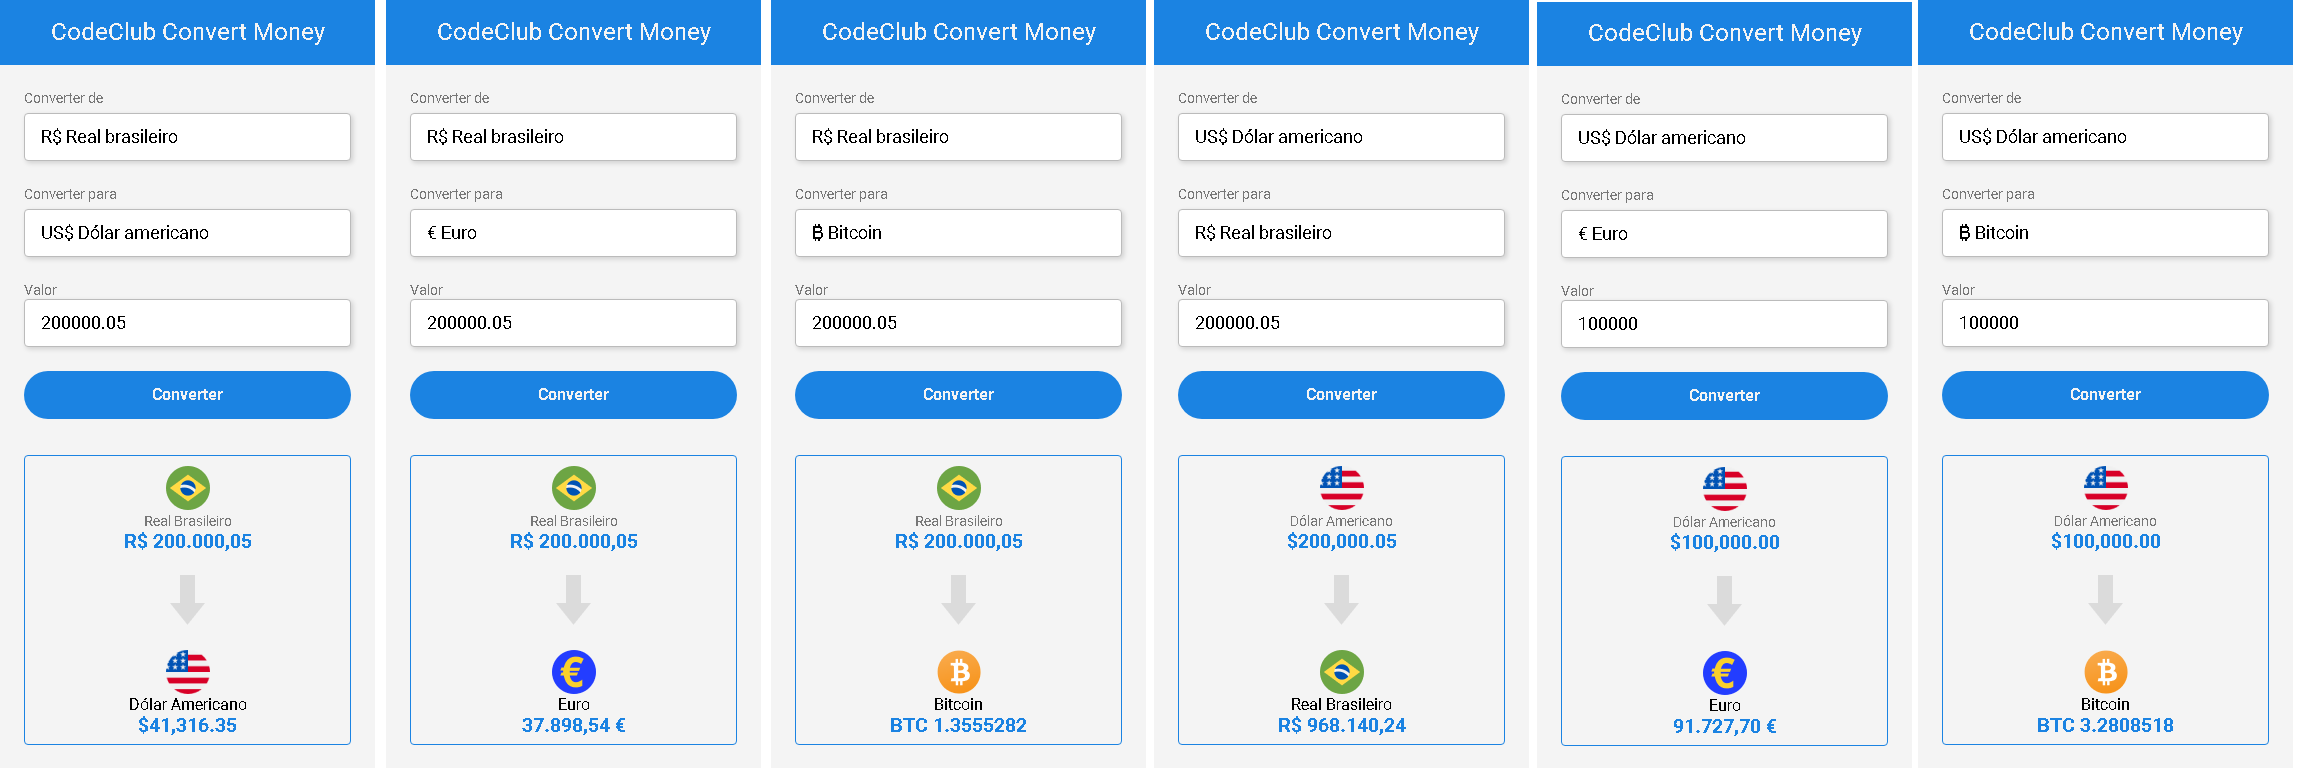 CodeClub Convert Money
Converter de
R$ Real brasileiro
Converter para
US$ Dólar americano
Valor
200000.05
Converter
Real Brasileiro
R$ 200.000,05
Dólar Americano
$41,316.35
CodeClub Convert Money
Converter de
R$ Real brasileiro
Converter para
€ Euro
Valor
200000.05
Converter
Real Brasileiro
R$ 200.000,05
€
Euro
37.898,54 €
CodeClub Convert Money
Converter de
R$ Real brasileiro
Converter para
₿ Bitcoin
Valor
200000.05
Converter
Real Brasileiro
R$ 200.000,05
₿
Bitcoin
BTC 1.3555282
CodeClub Convert Money
Converter de
US$ Dólar americano
Converter para
R$ Real brasileiro
Valor
200000.05
Converter
Dólar Americano
$200,000.05
Real Brasileiro
R$ 968.140,24
CodeClub Convert Money
Converter de
US$ Dólar americano
Converter para
€ Euro
Valor
100000
Converter
Dólar Americano
$100,000.00
€
Euro
91.727,70 €
CodeClub Convert Money
Converter de
US$ Dólar americano
Converter para
₿ Bitcoin
Valor
100000
Converter
Dólar Americano
$100,000.00
₿
Bitcoin
BTC 3.2808518